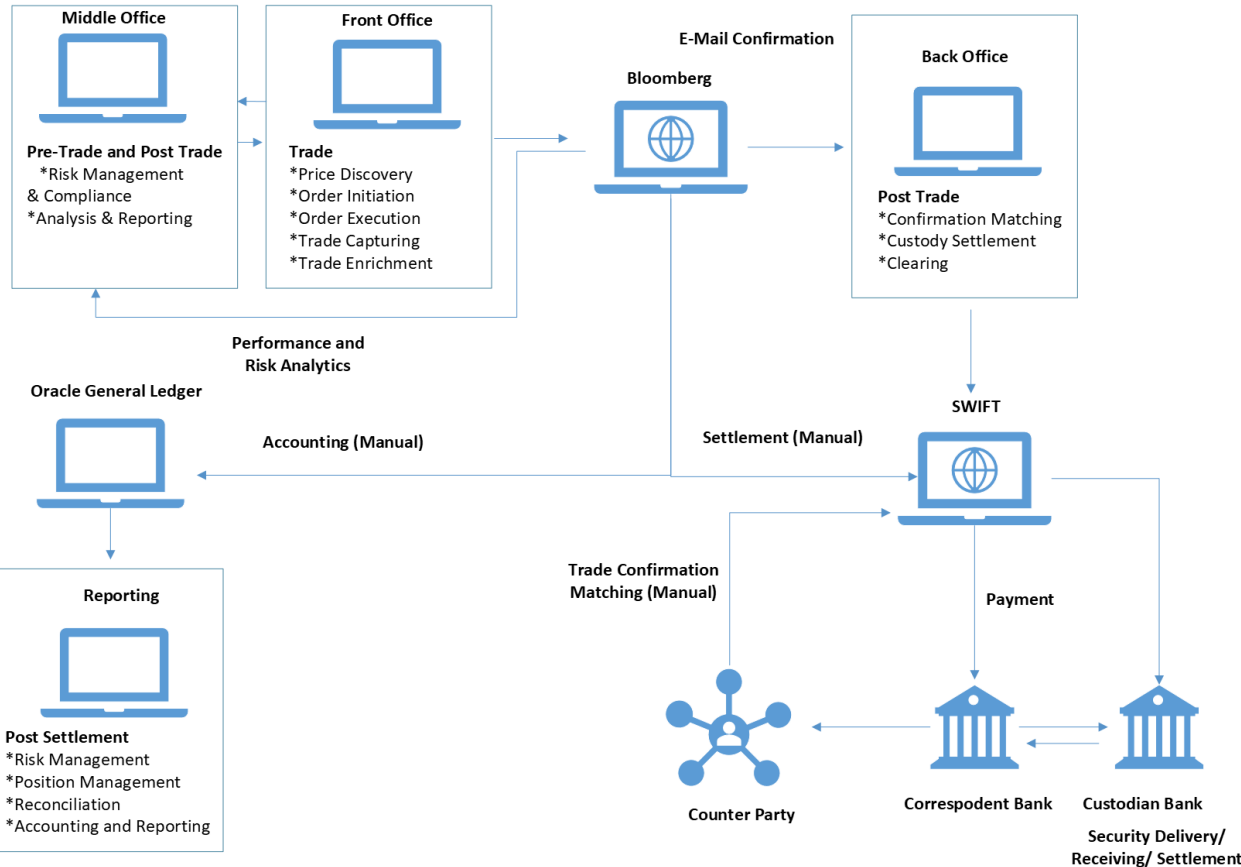 Middle Office
Pre-Trade and Post Trade
*Risk Management
& Compliance
*Analysis & Reporting
Front Office
Trade
*Price Discovery
*Order Initiation
*Order Execution
*Trade Capturing
*Trade Enrichment
E-Mail Confirmation
Bloomberg
Back Office
Post Trade
*Confirmation Matching
*Custody Settlement
*Clearing
Performance and
Risk Analytics
Oracle General Ledger
Accounting (Manual)
Settlement (Manual)
SWIFT
Reporting
Post Settlement
*Risk Management
*Position Management
*Reconciliation
*Accounting and Reporting
Trade Confirmation
Matching (Manual)
Payment
Counter Party
Correspodent Bank
Custodian Bank
Security Delivery/
Receiving/ Settlement